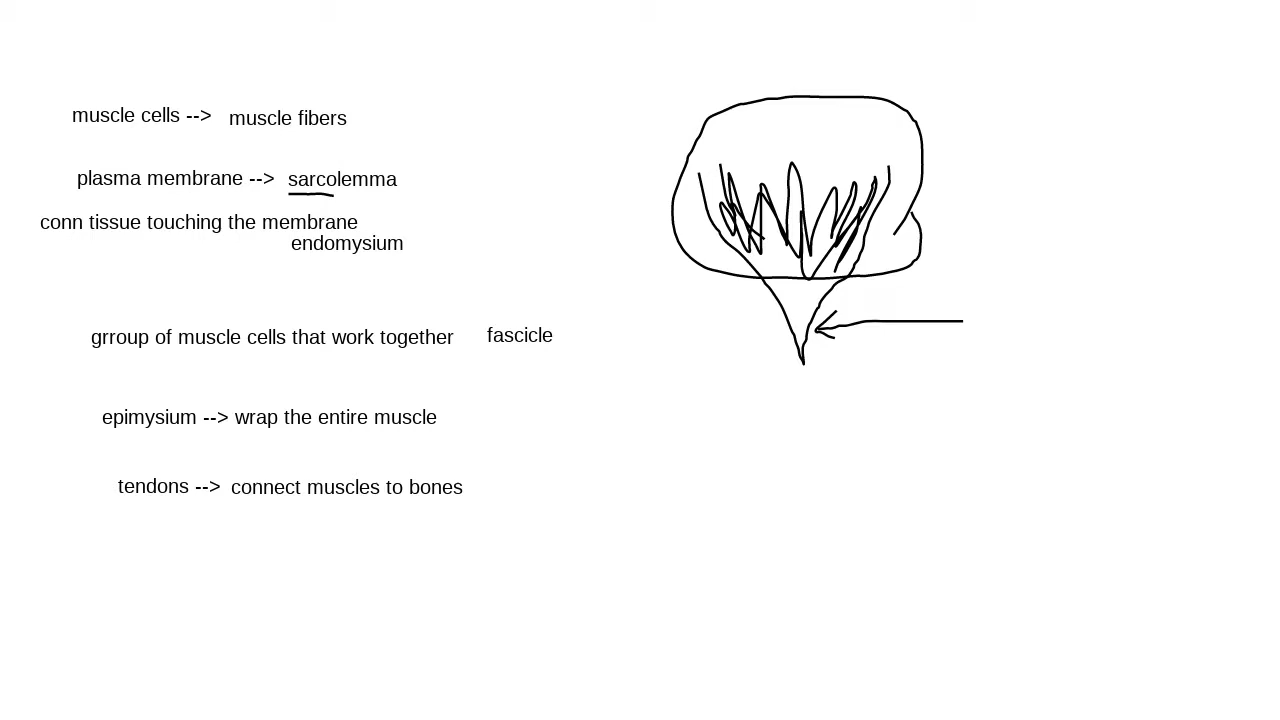 muscle cells --> muscle fibers
plasma membrane --> sarcolemma
conn tissue touching the membrane
endomysium
grroup of muscle cells that work together fascicle
epimysium --> wrap the entire muscle
tendons --> connect muscles to bones